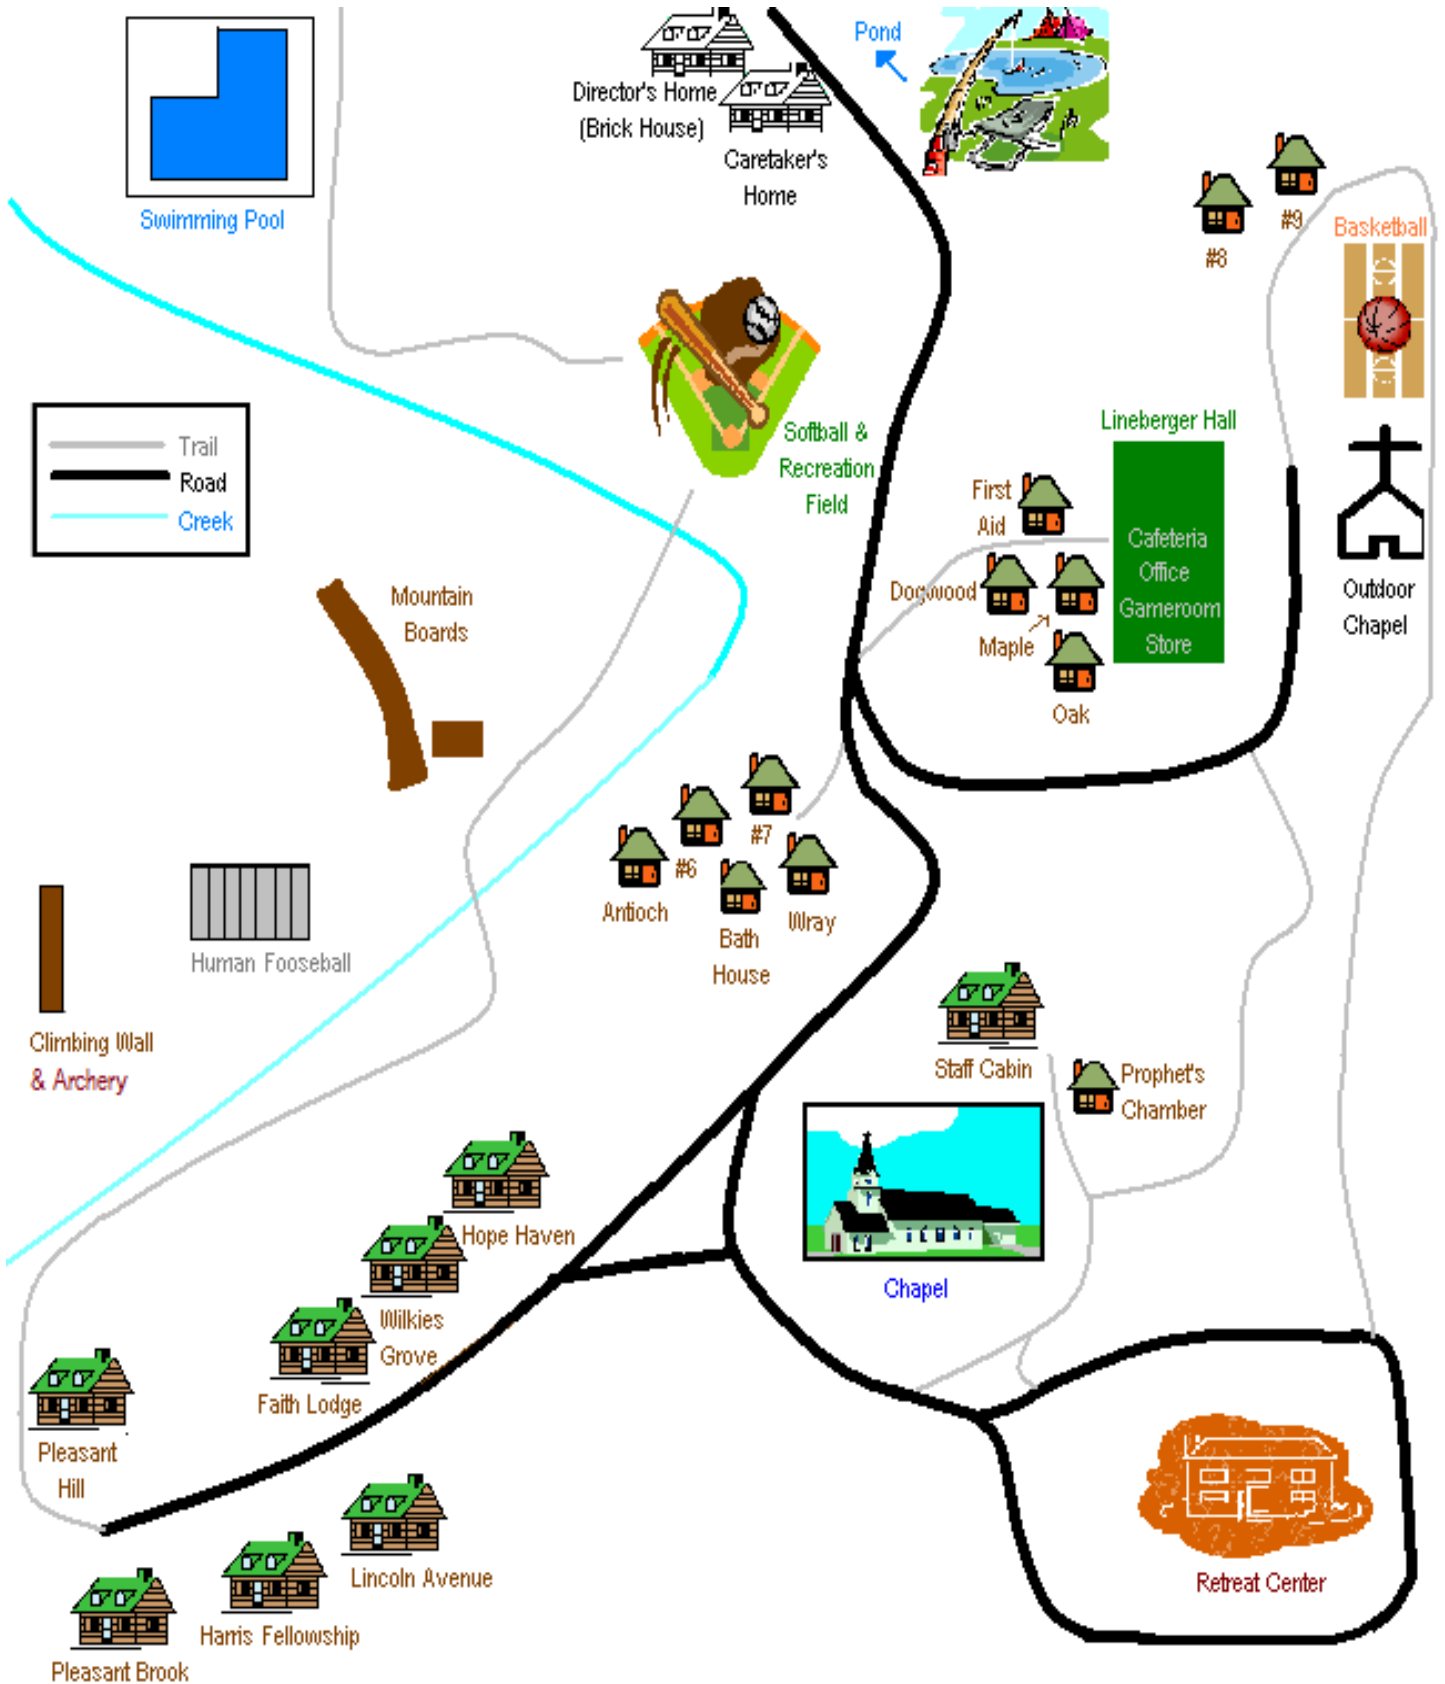 Pond
Director's Home
(Brick House)
Caretaker's
Home
Swimming Pool
#9
#8
Basketball
Trail
Road
Creek
Softball &
Recreation
Field
Lineberger Hall
Cafeteria
Office
Gameroom
Store
First
Aid
Dogwood
Maple
Oak
Outdoor
Chapel
Mountain
Boards
#7
#6
Antioch
Bath
House
Wray
Human Fooseball
Climbing Wall
& Archery
Staff Cabin
Prophet's
Chamber
Chapel
Hope Haven
Wilkies
Grove
Faith Lodge
Pleasant
Hill
Lincoln Avenue
Harris Fellowship
Pleasant Brook
Retreat Center